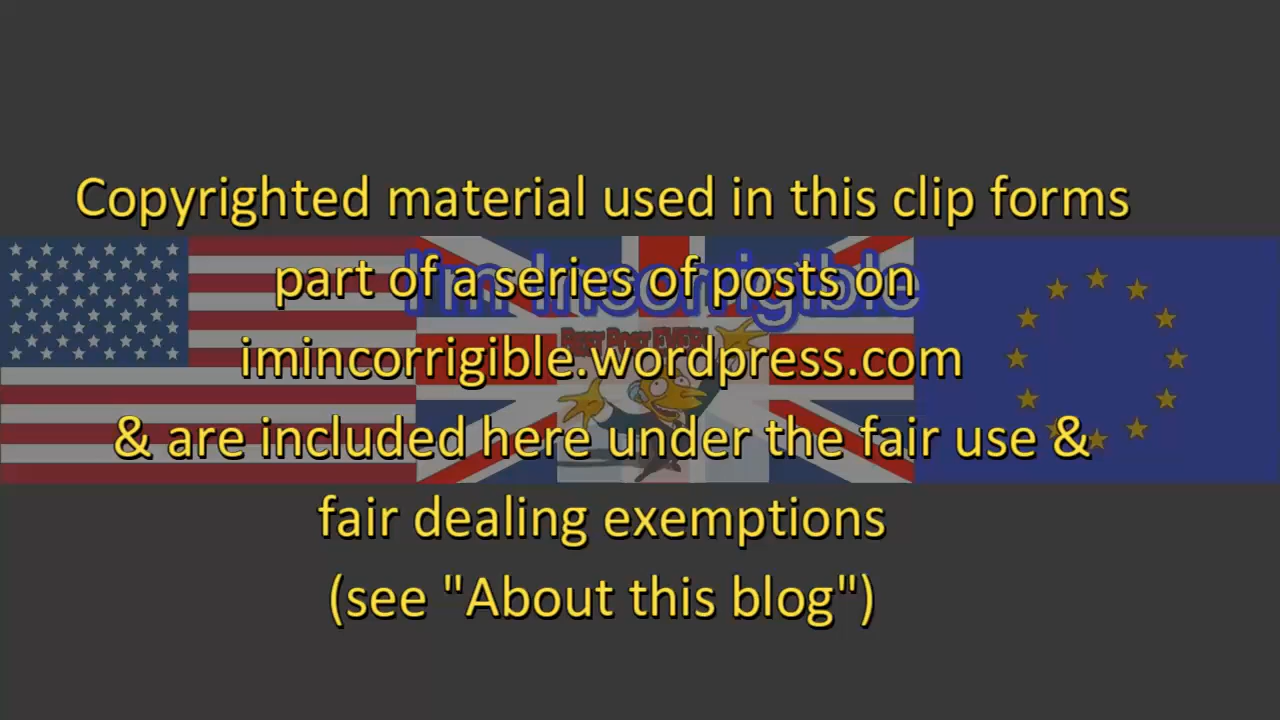 Copyrighted material used in this clip forms
I'm Incorrigible
part of a series of posts on
imincorrigible.wordpress.com
& are included here under the fair use &
fair dealing exemptions
(see "About this blog")